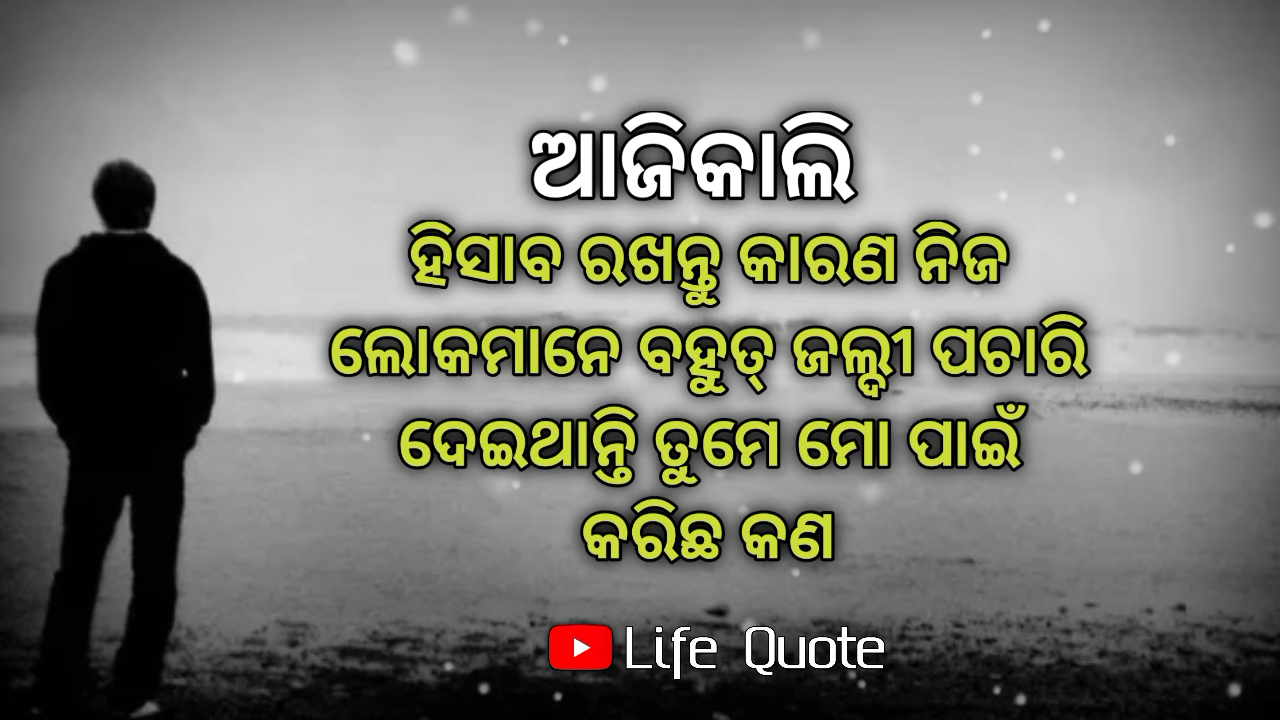 ଆଜିକାଲି
ହିସାବ ରଖନ୍ତୁ କାରଣ ନିଜ
ଲୋକମାନେ ବହୁତ୍ ଜଲ୍ଦୀ ପଚାରି
ଦେଇଥାନ୍ତି ତୁମେ ମୋ ପାଇଁ
କରିଛ କଣ
Life Quote